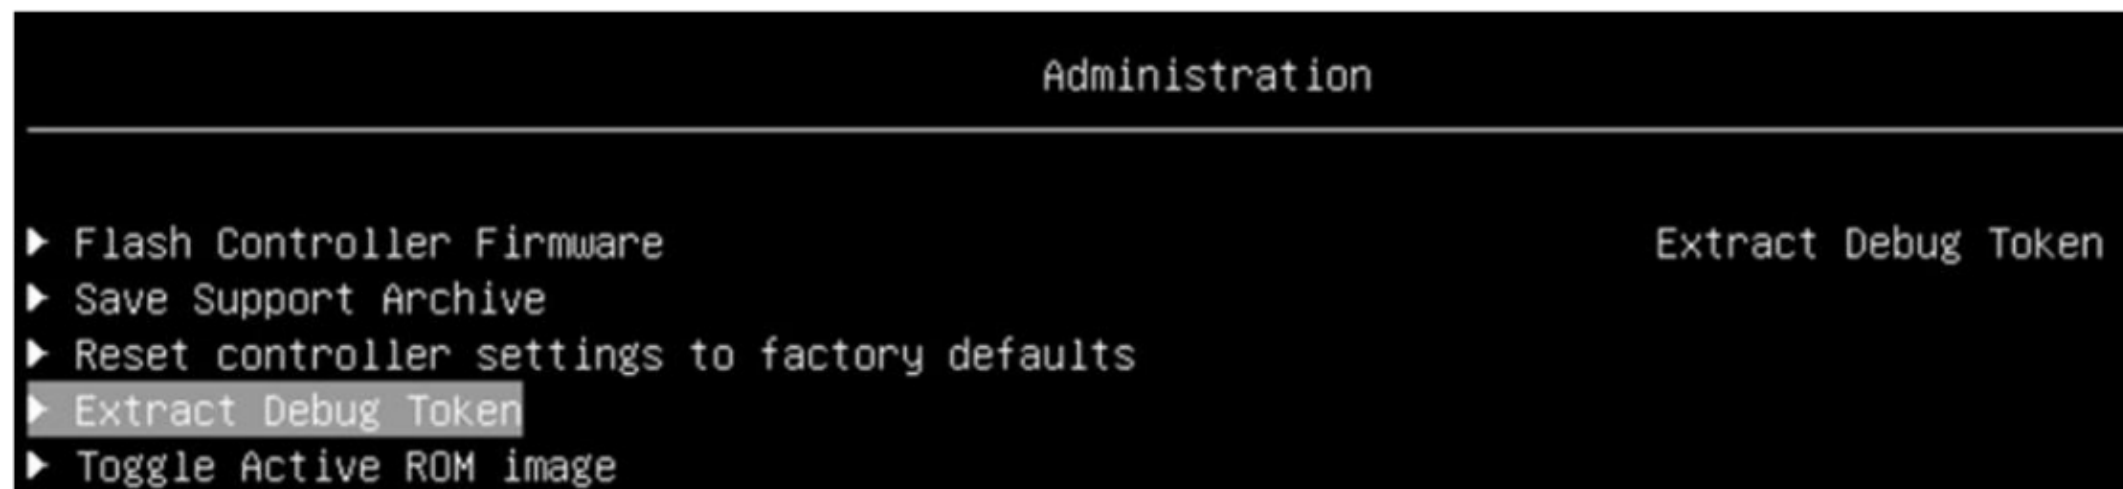 Administration
Flash Controller Firmware
Extract Debug Token
Save Support Archive
Reset controller settings to factory defaults
Extract Debug Token
Toggle Active ROM image